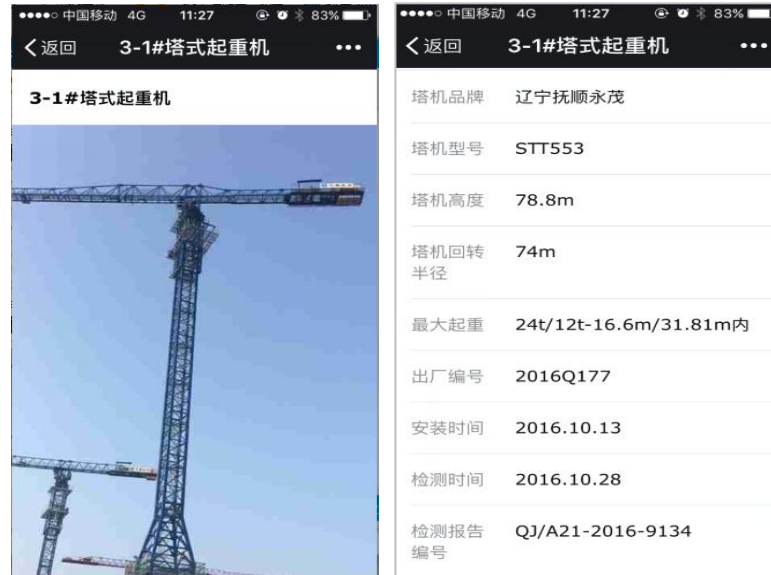 ●●●●○ 中国移动 4G 11:27 83%
返回 3-1#塔式起重机 •••
3-1#塔式起重机
●●●●○ 中国移动 4G 11:27 83%
返回 3-1#塔式起重机 •••
塔机品牌 辽宁抚顺永茂
塔机型号 STT553
塔机高度 78.8m
塔机回转 74m
半径
最大起重 24t/12t-16.6m/31.81m内
出厂编号 2016Q177
安装时间 2016.10.13
检测时间 2016.10.28
检测报告 QJ/A21-2016-9134
编号